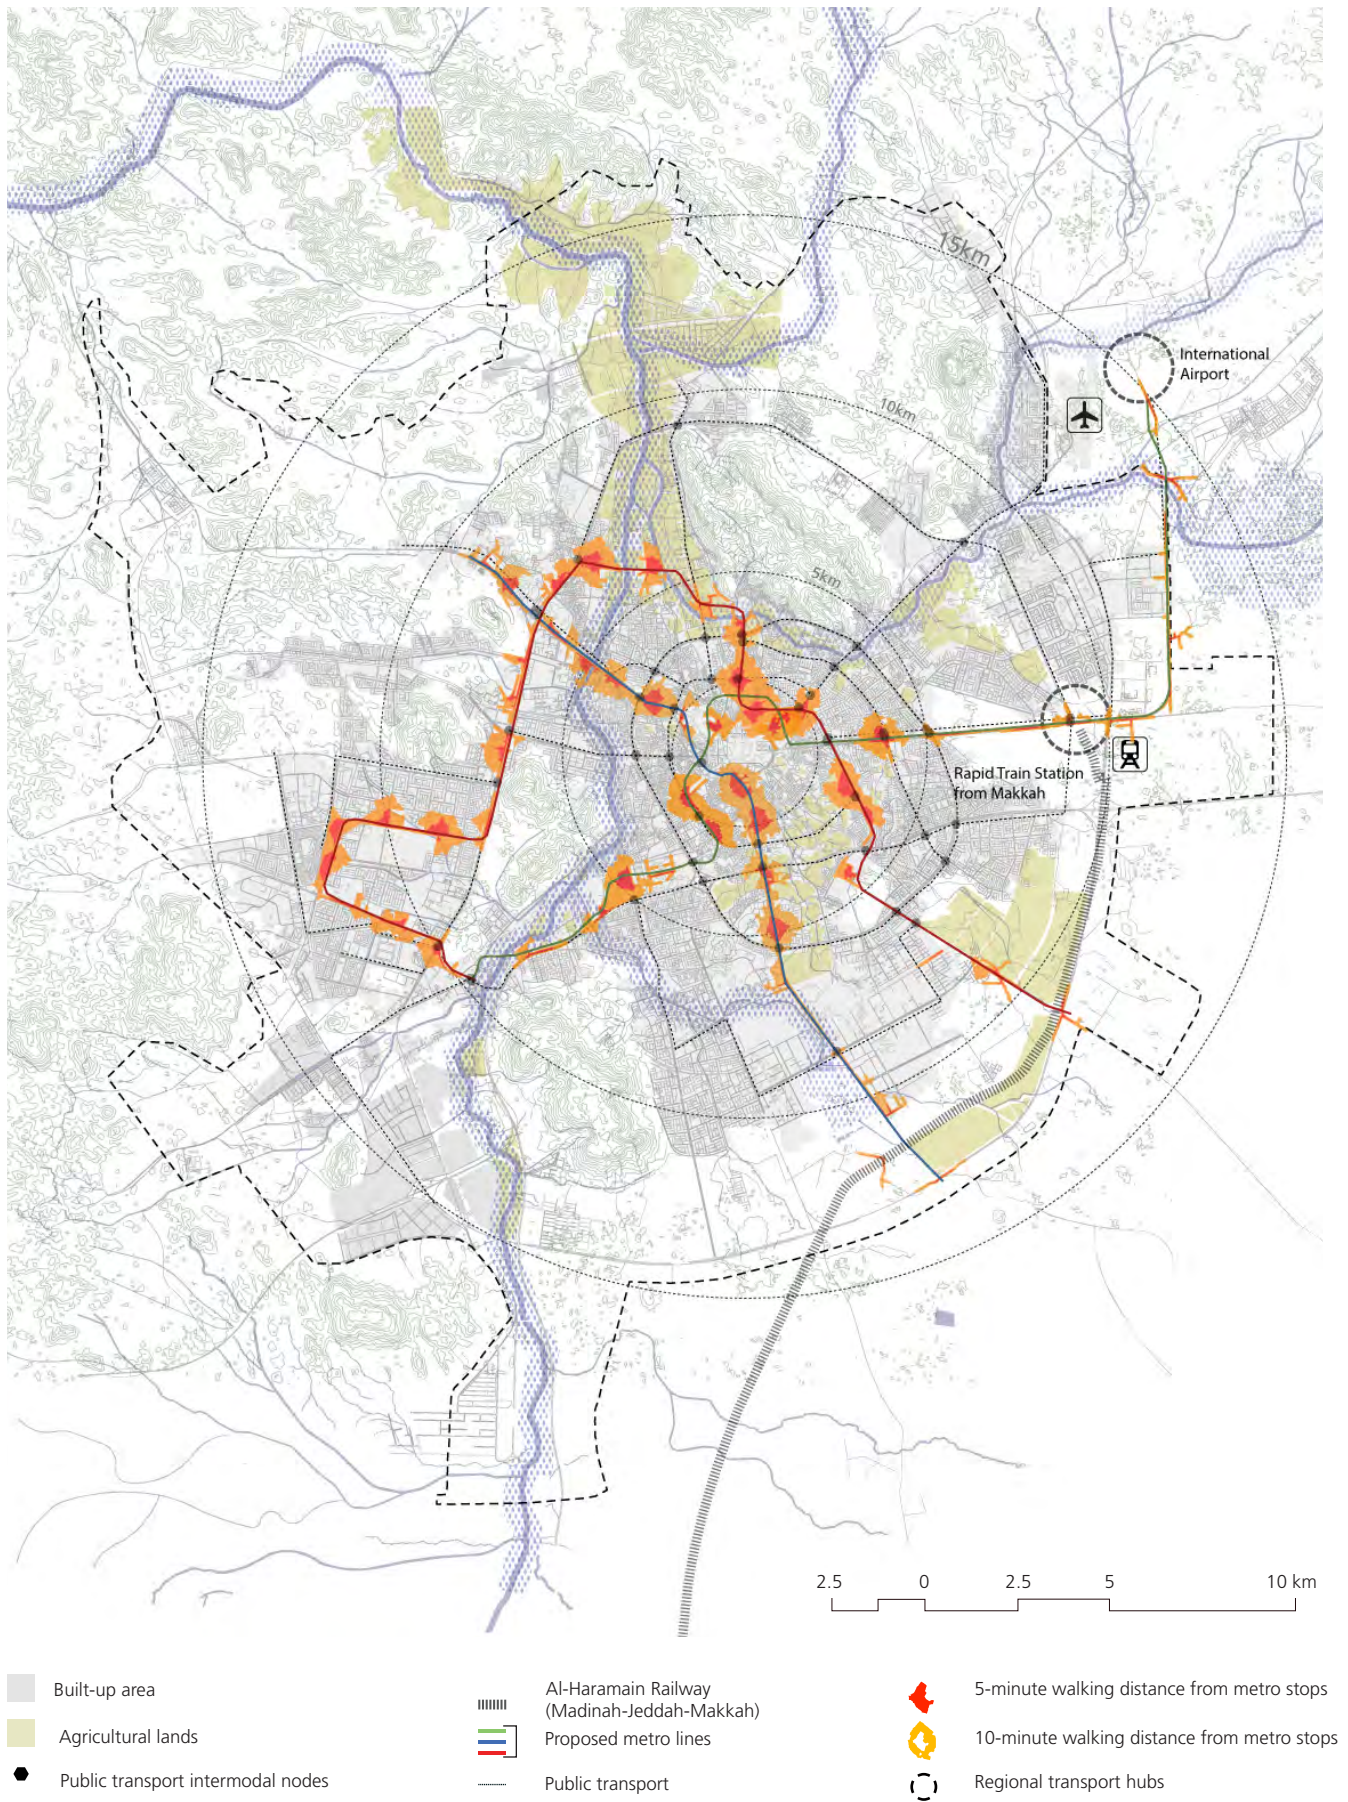 15km
International
Airport
10km
5km
Rapid Train Station
from Makkah
2.5 0 2.5 5 10 km
Built-up area
Agricultural lands
Public transport intermodal nodes
Al-Haramain Railway
(Madinah-Jeddah-Makkah)
Proposed metro lines
Public transport
5-minute walking distance from metro stops
10-minute walking distance from metro stops
Regional transport hubs